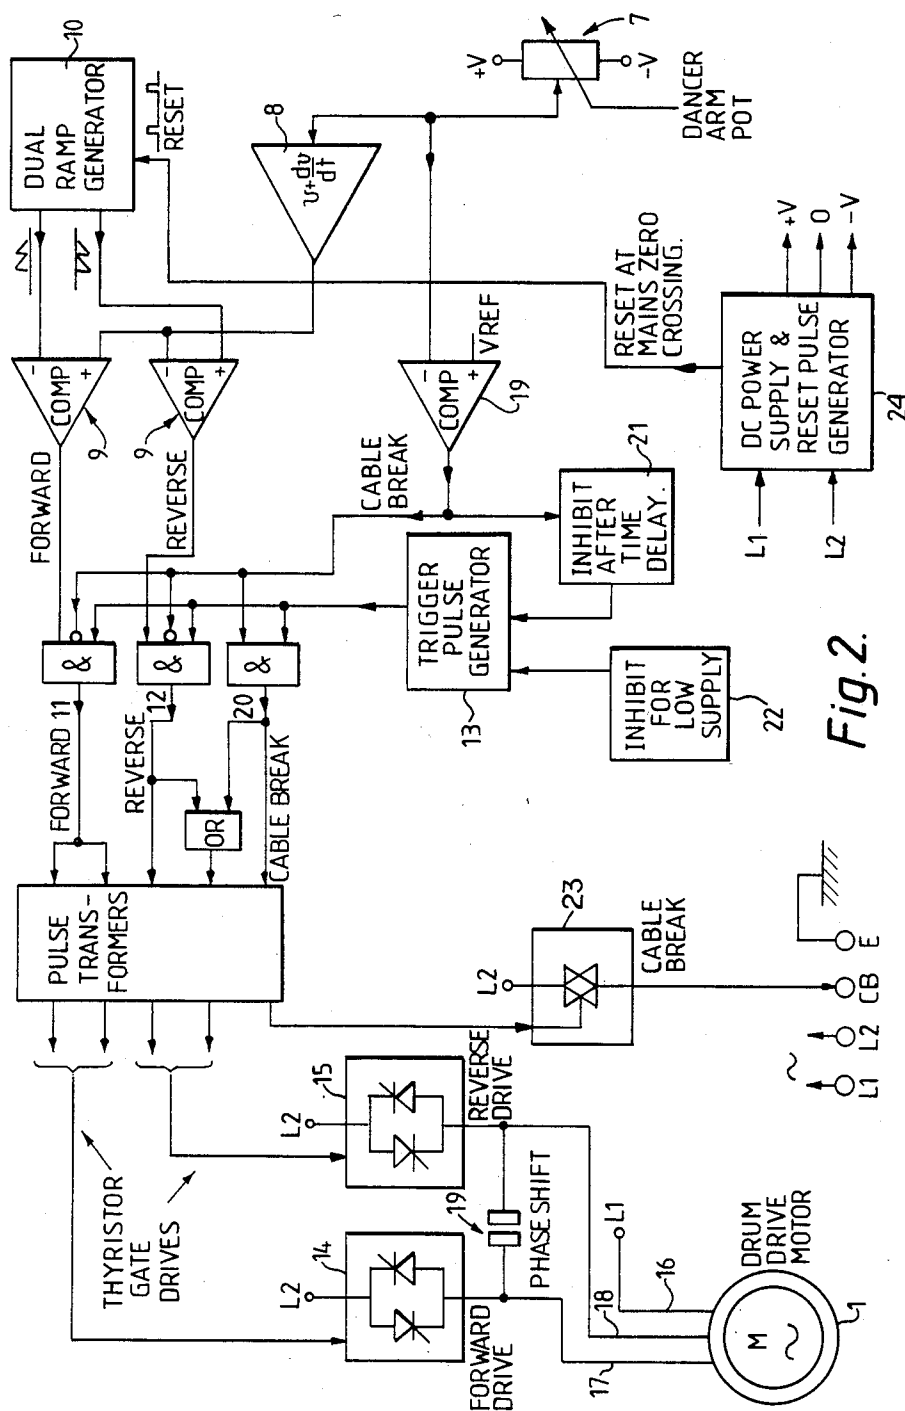 10
DUAL
RAMP
GENERATOR
RESET
8
v+dv/dt
+V
7
-V
DANCER
ARM
POT
-
COMP
+
9
-
COMP
+
9
FORWARD
REVERSE
-
COMP
+
VREF
19
CABLE
BREAK
RESET AT
MAINS ZERO
CROSSING.
+V
0
-V
DC POWER
SUPPLY &
RESET PULSE
GENERATOR
24
L1
L2
21
INHIBIT
AFTER
TIME
DELAY.
TRIGGER
PULSE
GENERATOR
13
INHIBIT
FOR
LOW
SUPPLY
22
&
&
&
FORWARD 11
REVERSE
12
20
OR
CABLE BREAK
PULSE
TRANS-
FORMERS
THYRISTOR
GATE
DRIVES
L2
14
FORWARD
DRIVE
L2
15
REVERSE
DRIVE
19
PHASE SHIFT
L2
23
CABLE
BREAK
L1
L2
CB
E
~
L1
16
18
17
DRUM
DRIVE
MOTOR
M
~
1
Fig.2.